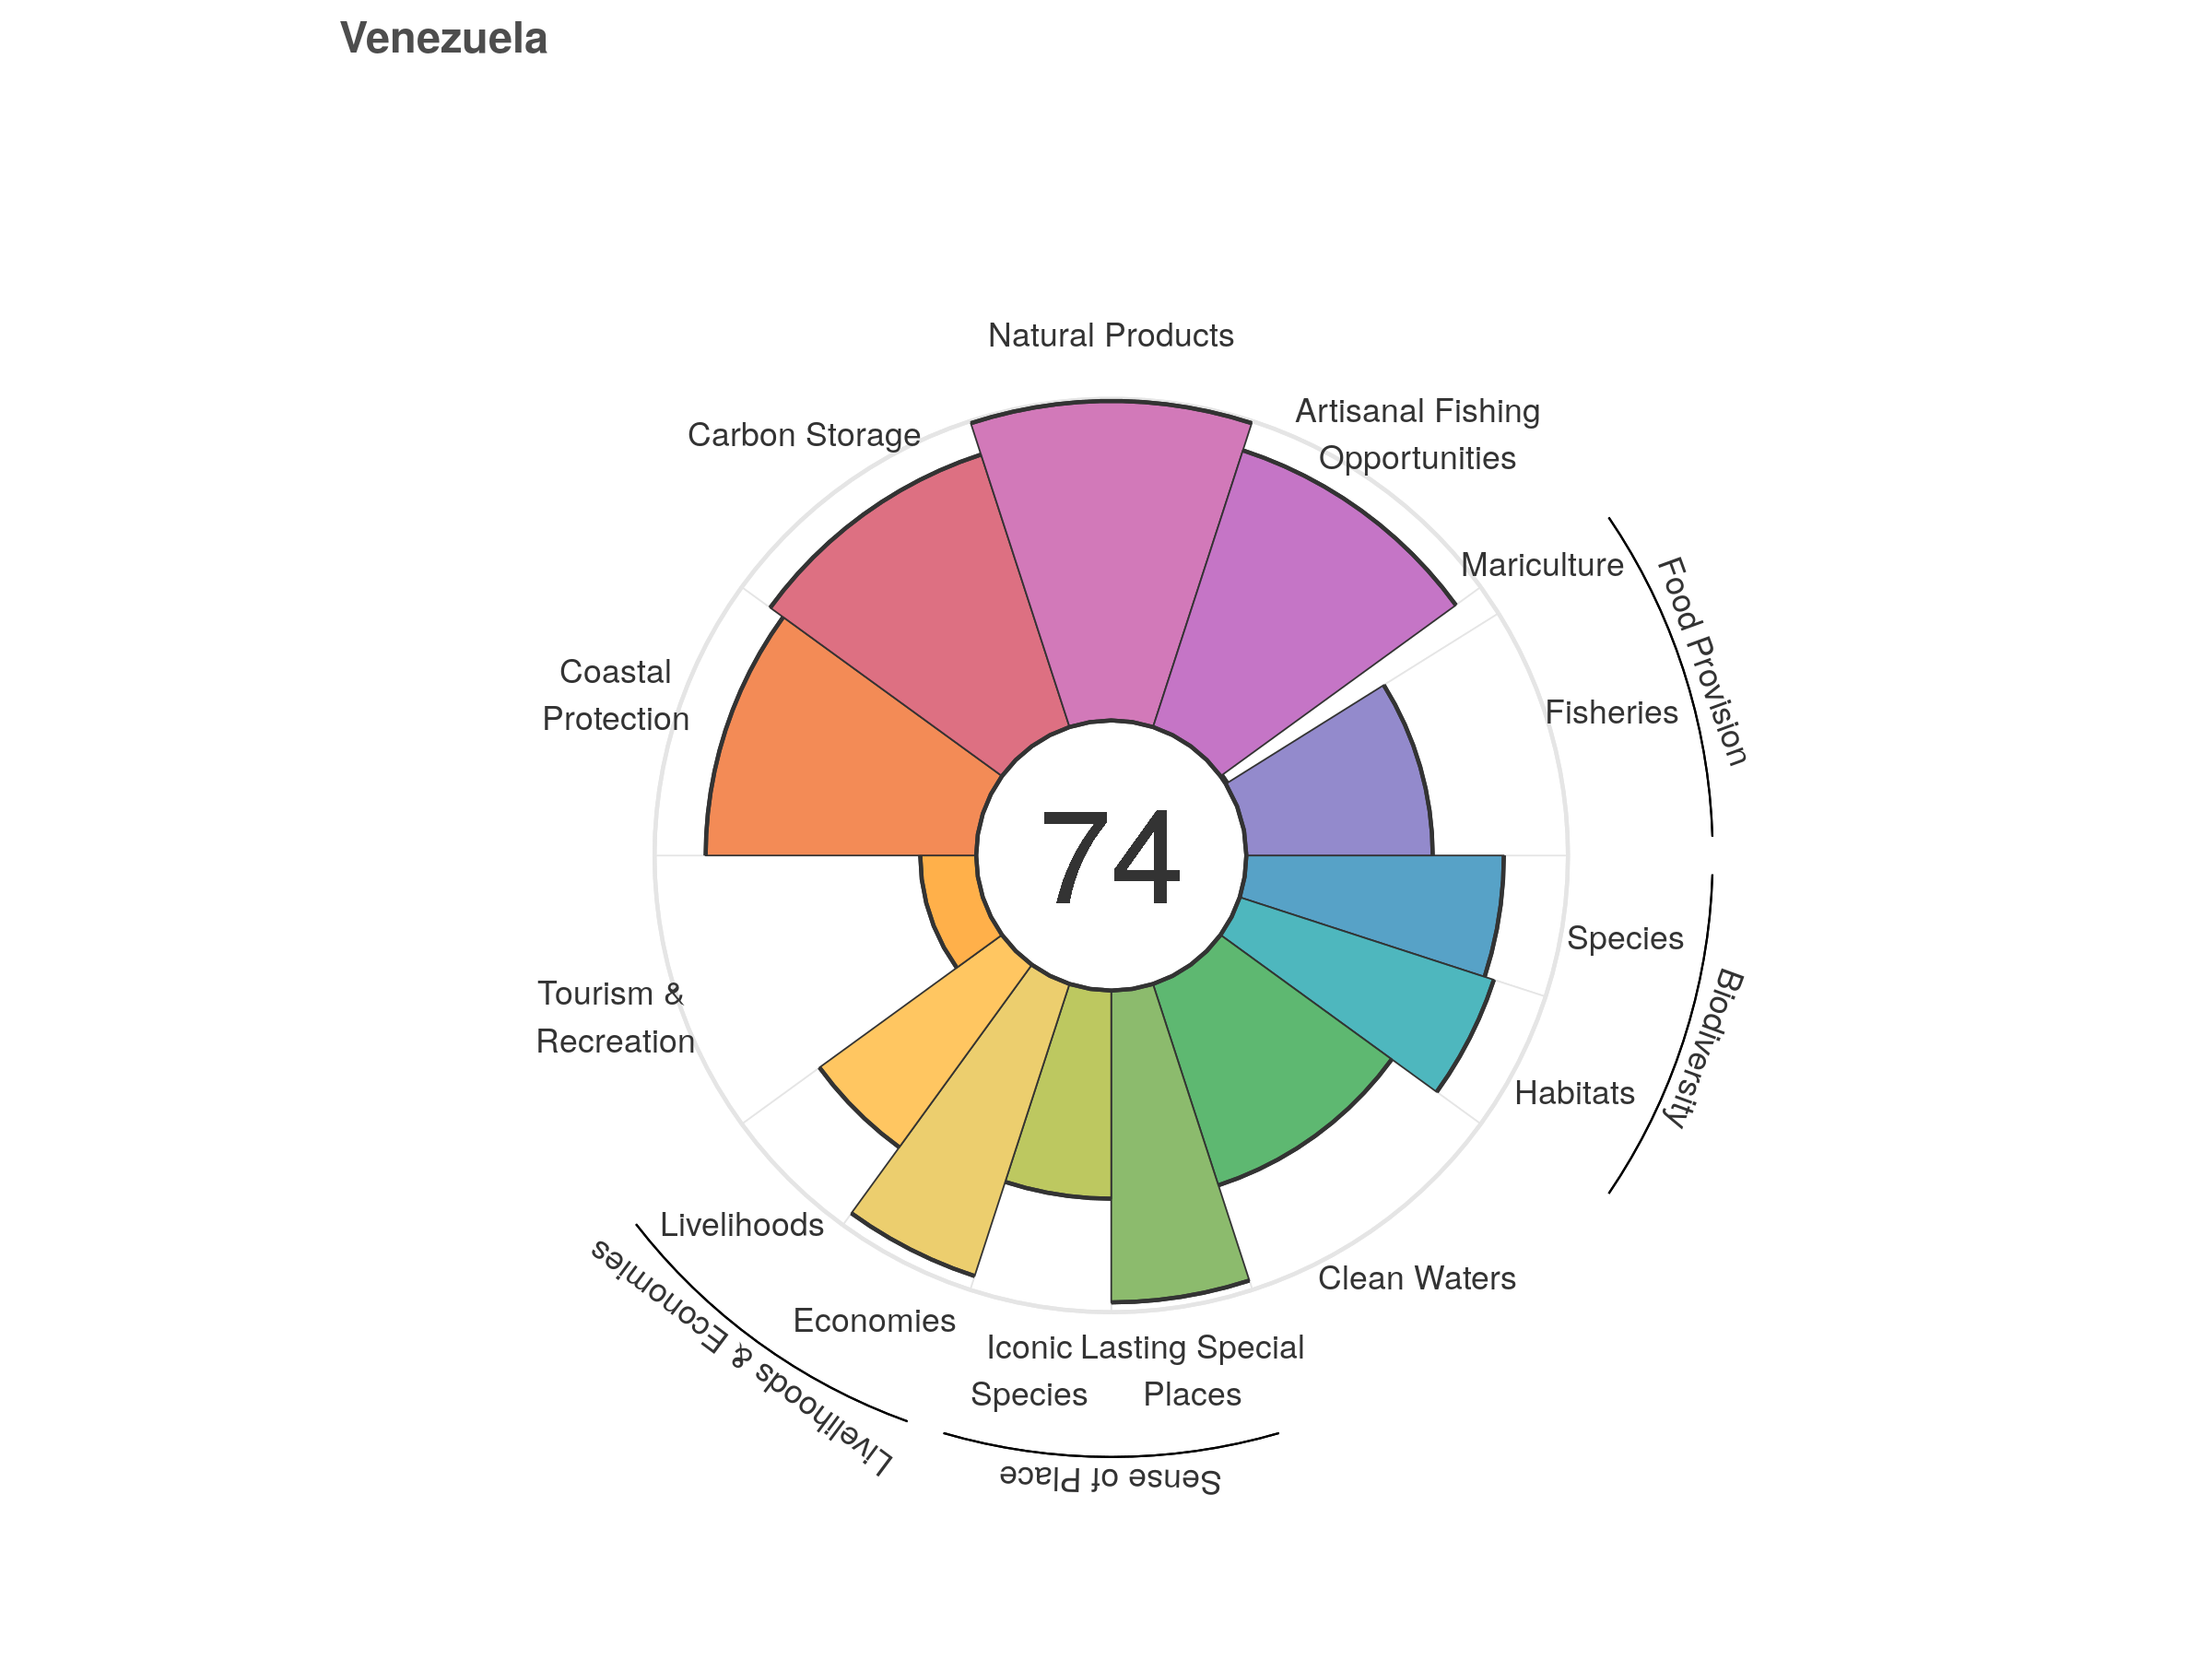 Venezuela
Natural Products
Artisanal Fishing
Opportunities
Carbon Storage
Mariculture
Food Provision
Coastal
Protection
Fisheries
74
Species
Biodiversity
Tourism &
Recreation
Habitats
Livelihoods
Clean Waters
Economies
Livelihoods & Economies
Iconic
Species
Lasting Special
Places
Sense of Place